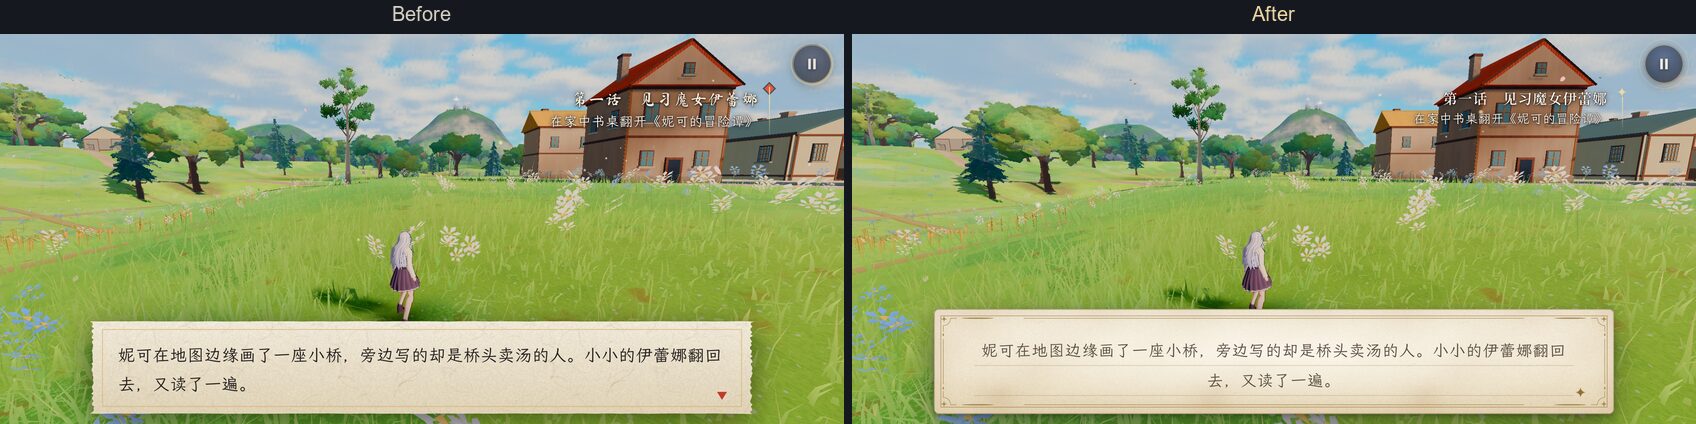 Before
After
第一话 见习魔女伊蕾娜
在家中书桌翻开《妮可的冒险谭》
妮可在地图边缘画了一座小桥，旁边写的却是桥头卖汤的人。小小的伊蕾娜翻回
去，又读了一遍。
第一话 见习魔女伊蕾娜
在家中书桌翻开《妮可的冒险谭》
妮可在地图边缘画了一座小桥，旁边写的却是桥头卖汤的人。小小的伊蕾娜翻回
去，又读了一遍。